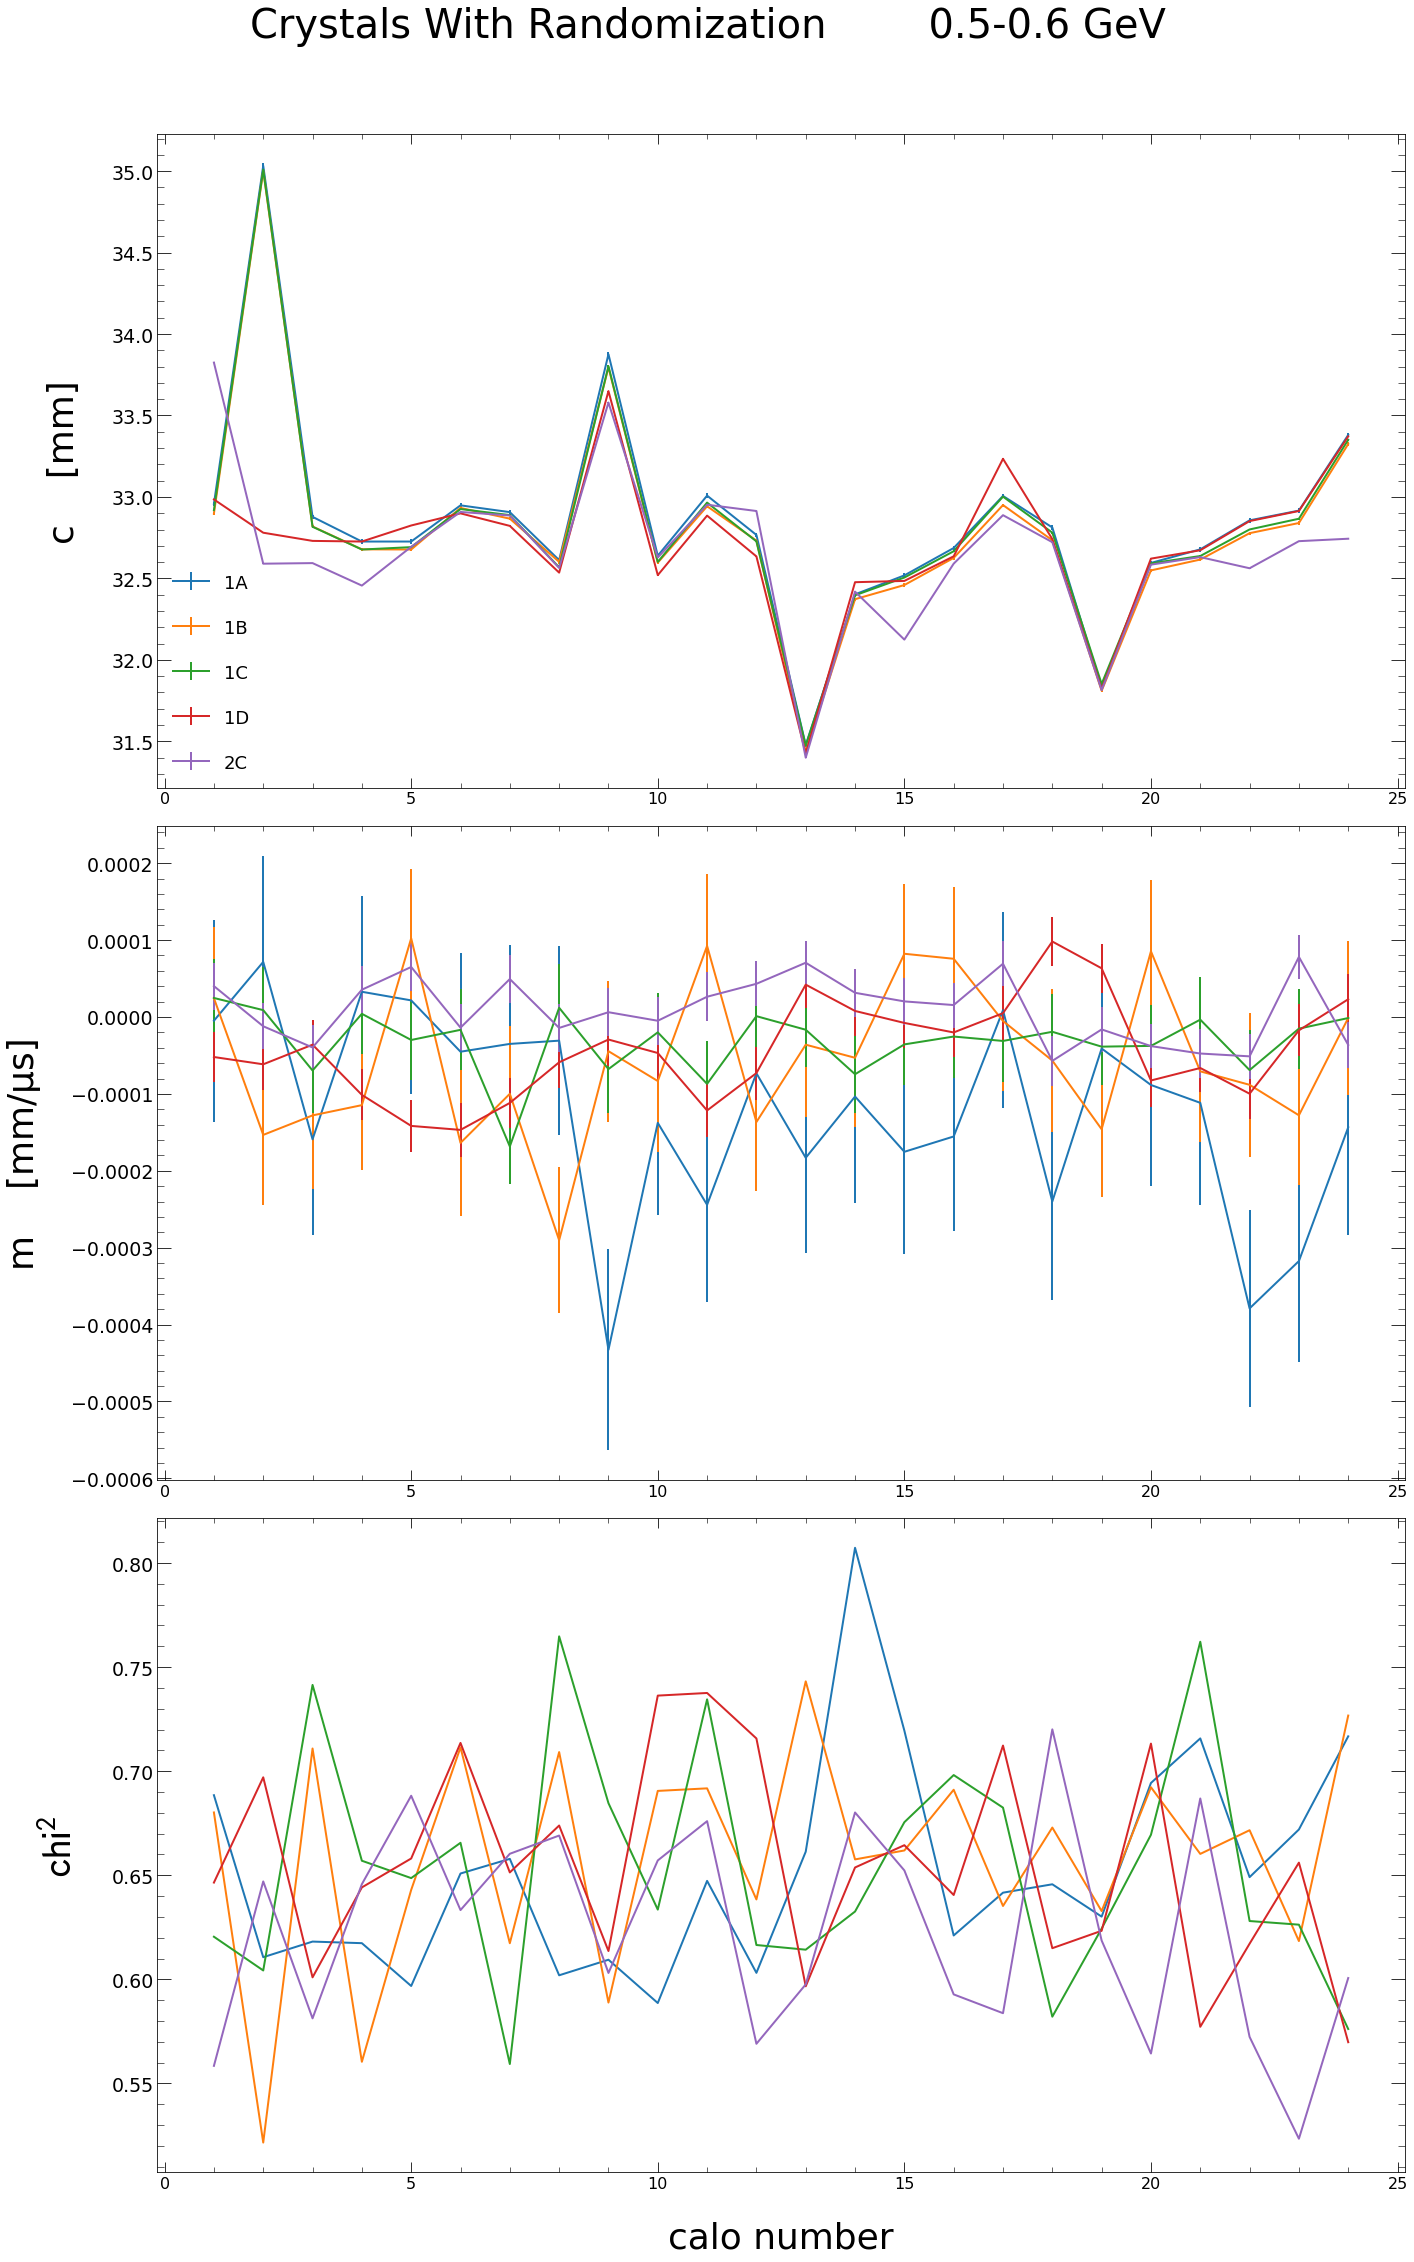 Crystals With Randomization 0.5-0.6 GeV
c [mm]
35.0
34.5
34.0
33.5
33.0
32.5
32.0
31.5
1A
1B
1C
1D
2C
0 5 10 15 20 25
m [mm/µs]
0.0002
0.0001
0.0000
−0.0001
−0.0002
−0.0003
−0.0004
−0.0005
−0.0006
0 5 10 15 20 25
chi²
0.80
0.75
0.70
0.65
0.60
0.55
0 5 10 15 20 25
calo number